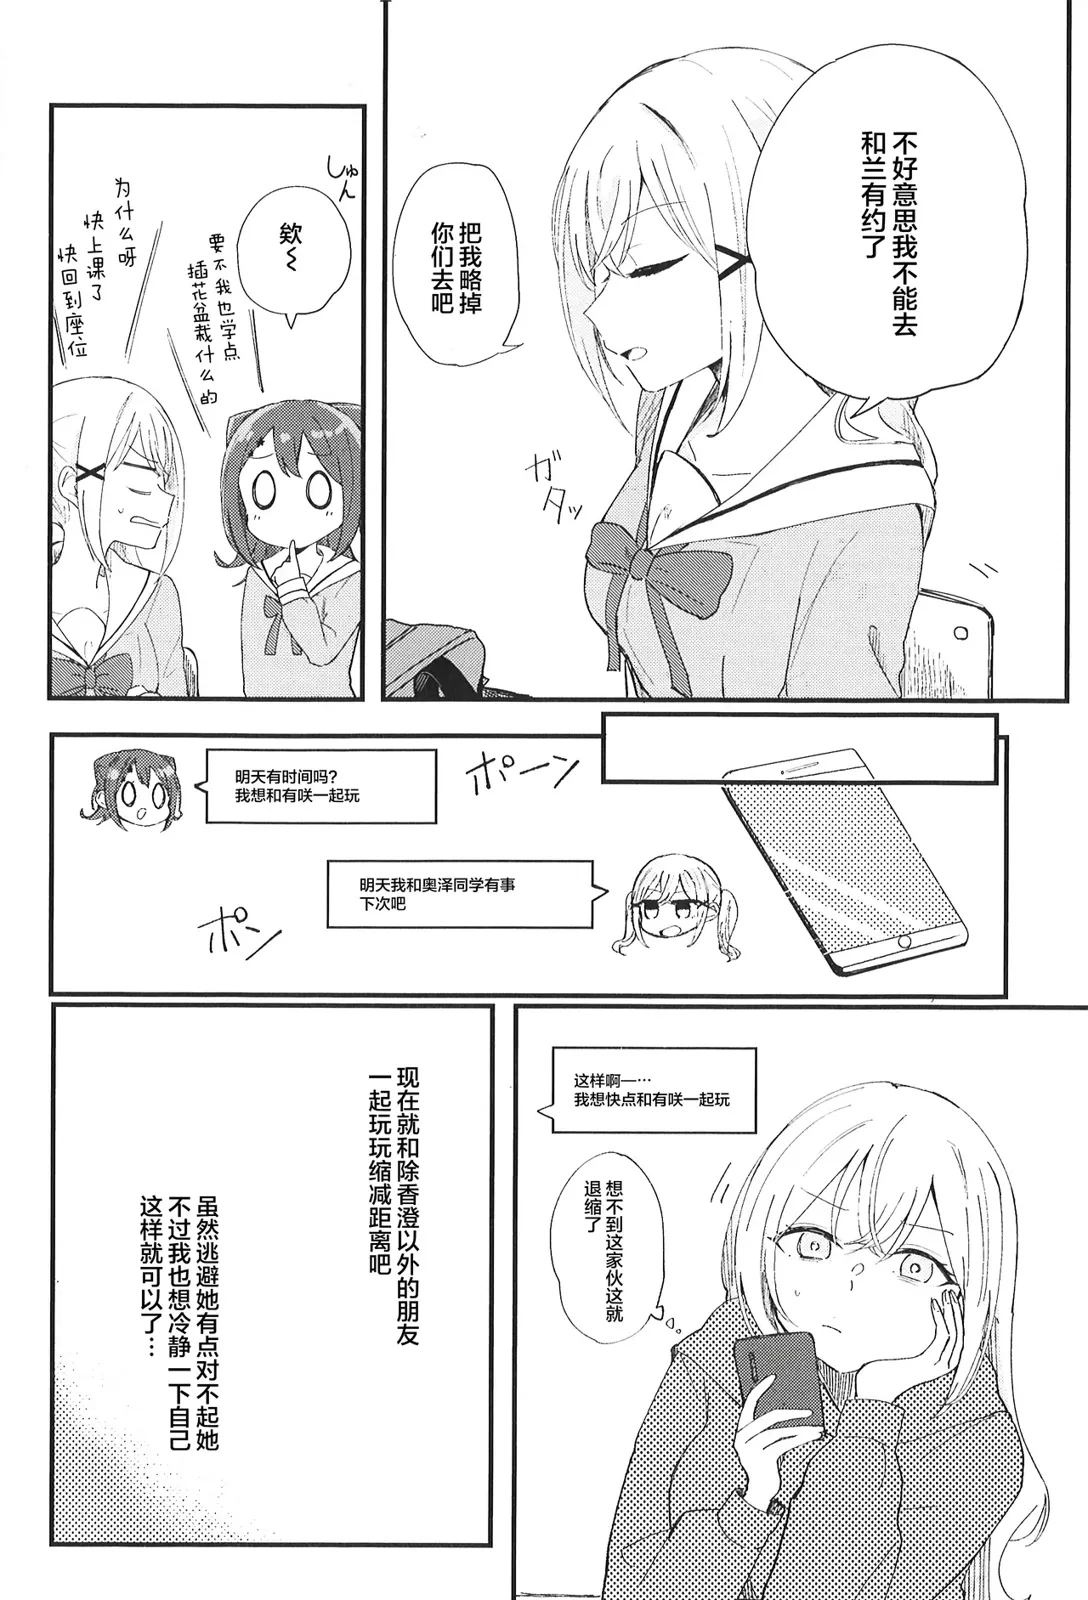 不好意思我不能去
和兰有约了
把我略掉
你们去吧
ガタッ
しゅん
欸～
要不我也学点
插花盆栽什么的
为什么呀
快上课了
快回到座位
ポーン
明天有时间吗?
我想和有咲一起玩
明天我和奥泽同学有事
下次吧
ポン
这样啊—…
我想快点和有咲一起玩
想不到这家伙这就
退缩了
现在就和除香澄以外的朋友
一起玩玩缩减距离吧
虽然逃避她有点对不起她
不过我也想冷静一下自己
这样就可以了…